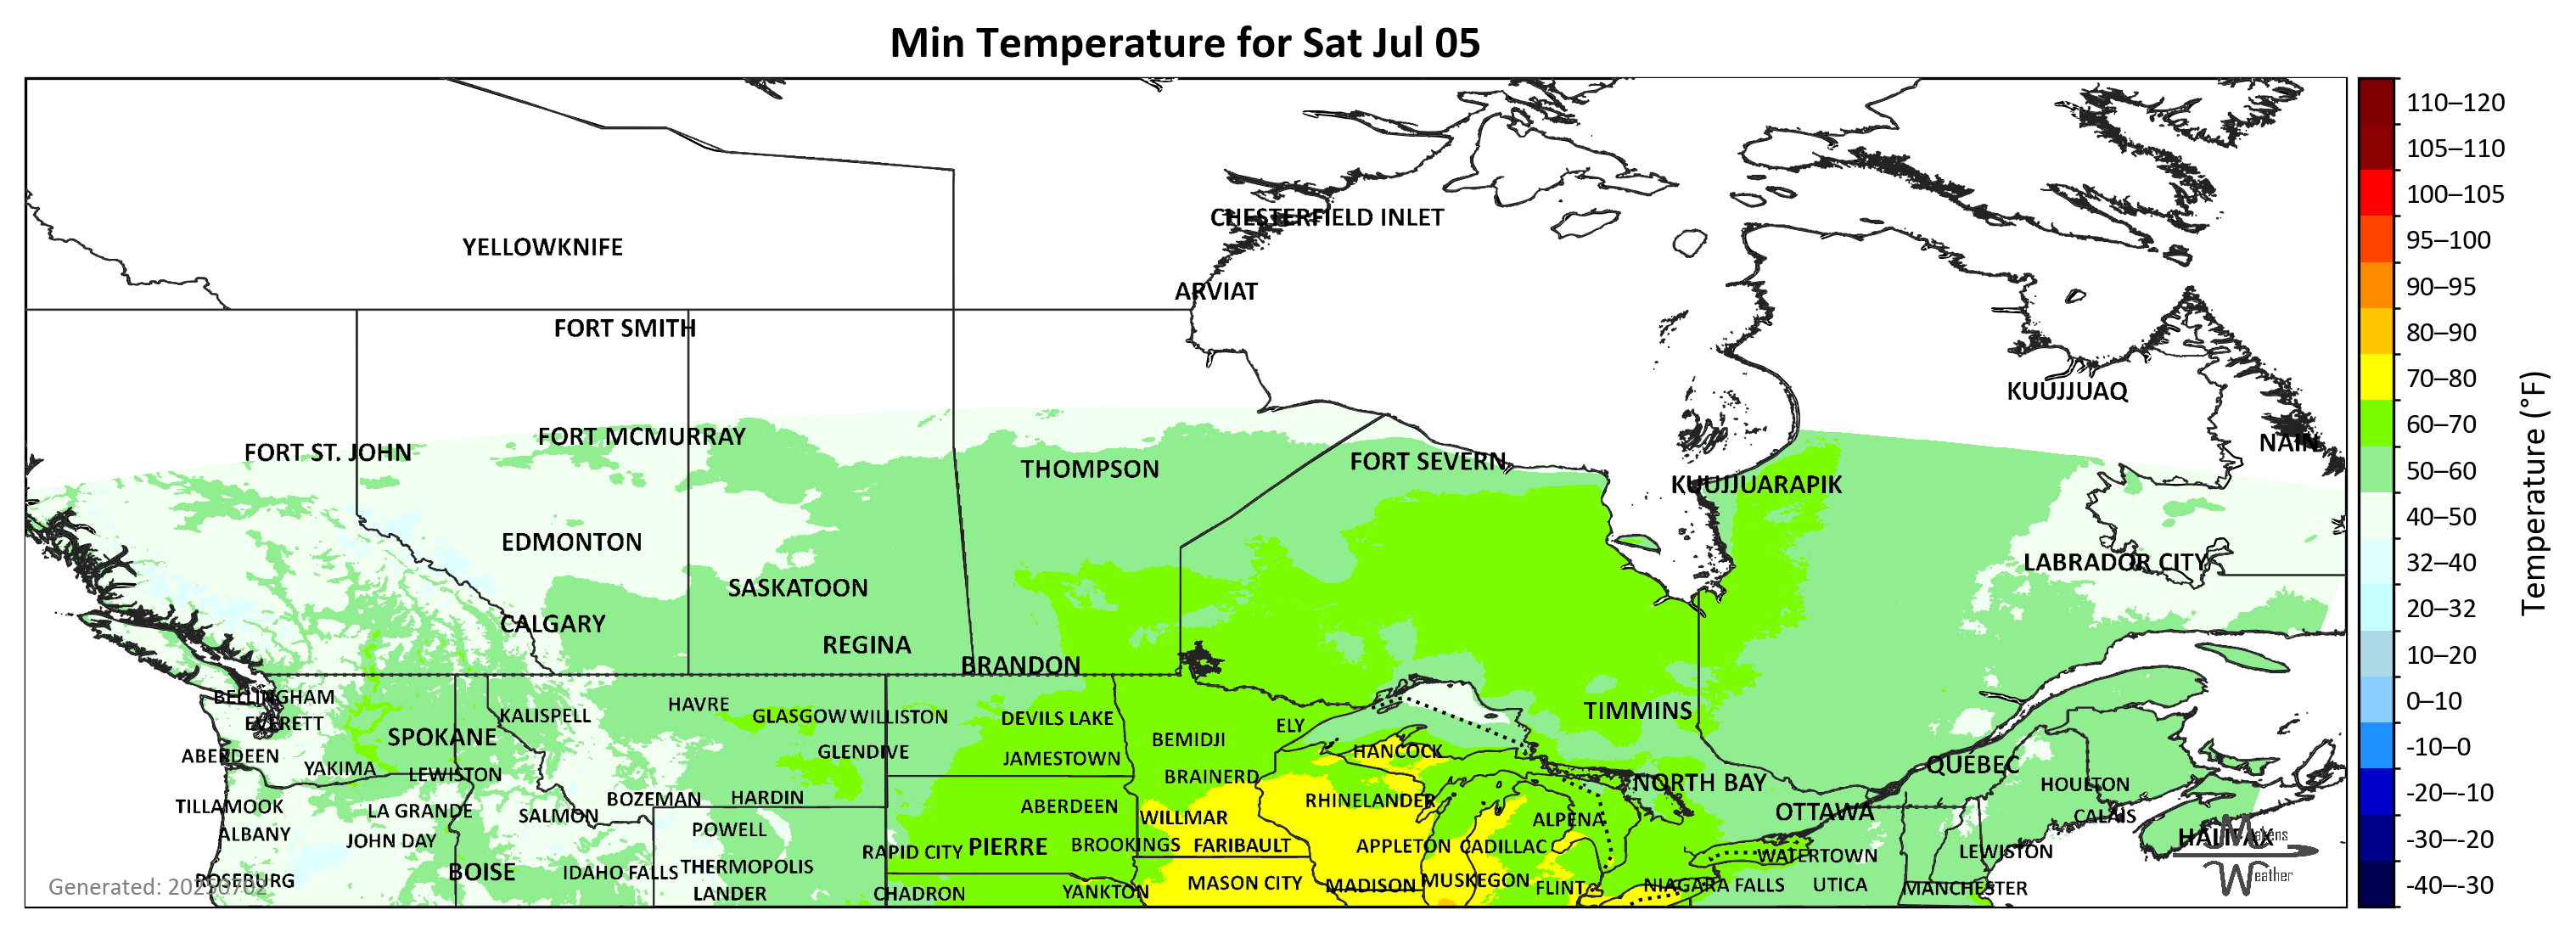 Min Temperature for Sat Jul 05
110–120
105–110
100–105
CHESTERFIELD INLET
YELLOWKNIFE
95–100
ARVIAT
90–95
FORT SMITH
80–90
70–80
KUUJJUAQ
60–70
FORT MCMURRAY
NAIN
FORT ST. JOHN
FORT SEVERN
THOMPSON
50–60
KUUJJUARAPIK
40–50
EDMONTON
LABRADOR CITY
32–40
SASKATOON
20–32
CALGARY
REGINA
10–20
BRANDON
BELLINGHAM
HAVRE
0–10
TIMMINS
KALISPELL
GLASGOW
WILLISTON
DEVILS LAKE
EVERETT
ELY
SPOKANE
BEMIDJI
-10–0
ABERDEEN
GLENDIVE
HANCOCK
JAMESTOWN
QUÉBEC
YAKIMA
LEWISTON
BRAINERD
NORTH BAY
HOULTON
-20–-10
BOZEMAN
HARDIN
RHINELANDER
TILLAMOOK
LA GRANDE
SALMON
ABERDEEN
WILLMAR
OTTAWA
CALAIS
ALPENA
ALBANY
JOHN DAY
POWELL
HALIFAX
Makens
Weather
-30–-20
RAPID CITY
PIERRE
BROOKINGS
FARIBAULT
APPLETON
CADILLAC
WATERTOWN
LEWISTON
BOISE
IDAHO FALLS
THERMOPOLIS
ROSEBURG
MASON CITY
MADISON
MUSKEGON
FLINT
NIAGARA FALLS
UTICA
MANCHESTER
-40–-30
Generated: 20250702
LANDER
CHADRON
YANKTON
Temperature (°F)